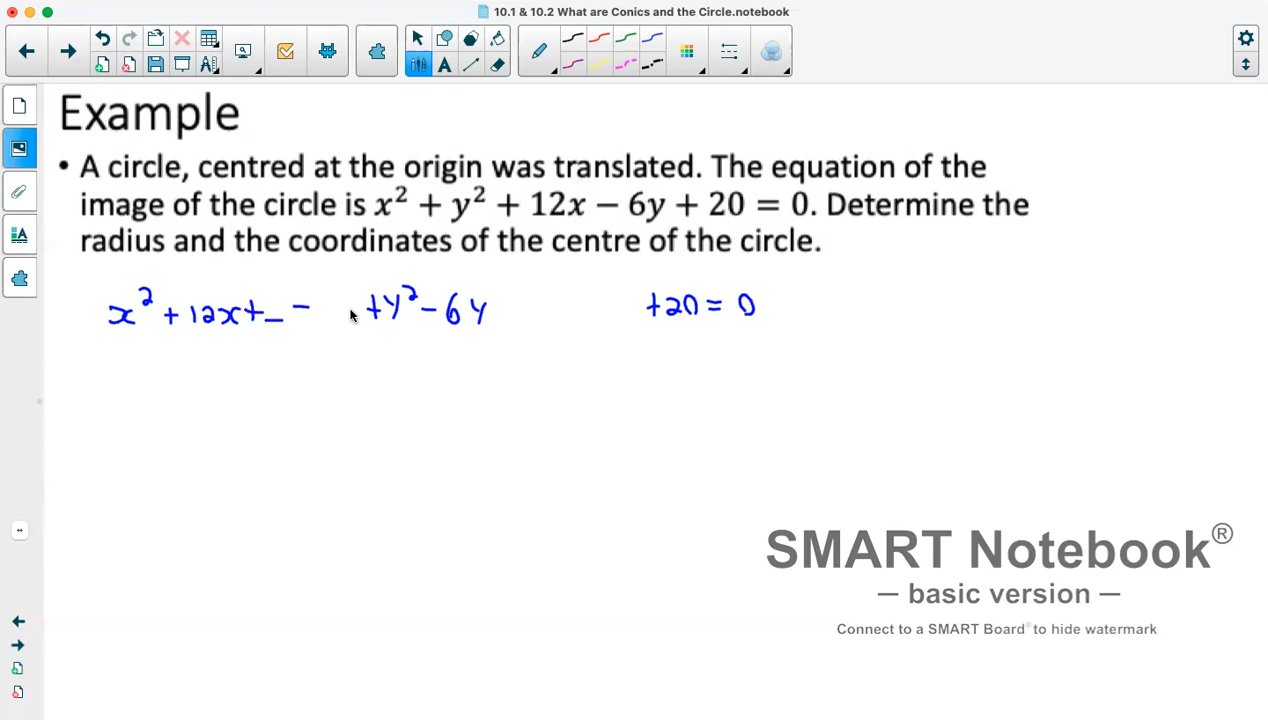 10.1 & 10.2 What are Conics and the Circle.notebook
Example
• A circle, centred at the origin was translated. The equation of the
image of the circle is x² + y² + 12x − 6y + 20 = 0. Determine the
radius and the coordinates of the centre of the circle.
x² + 12x + _ − + y² − 6y + 20 = 0
SMART Notebook®
— basic version —
Connect to a SMART Board® to hide watermark